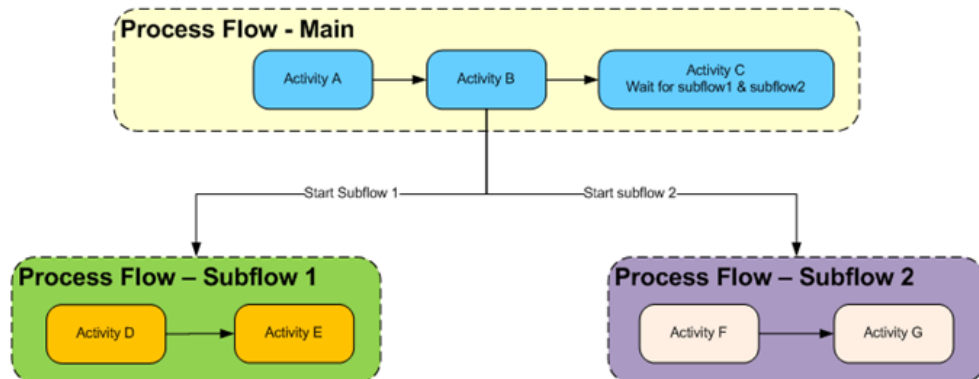 Process Flow - Main
Activity A
Activity B
Activity C
Wait for subflow1 & subflow2
Start Subflow 1
Start subflow 2
Process Flow – Subflow 1
Activity D
Activity E
Process Flow – Subflow 2
Activity F
Activity G